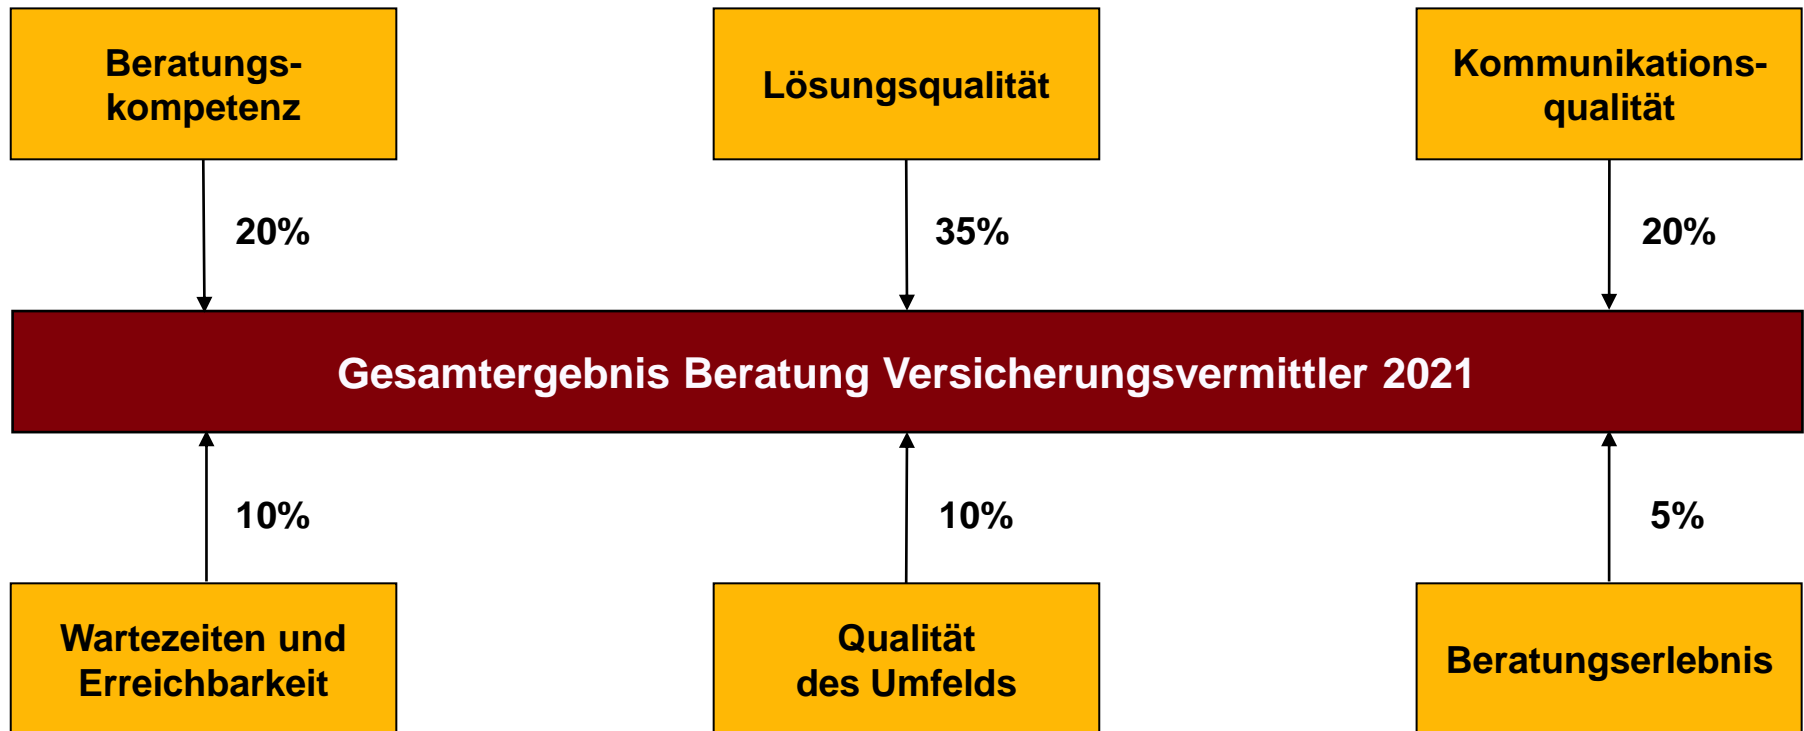 Beratungs-
kompetenz
Lösungsqualität
Kommunikations-
qualität
20%
35%
20%
Gesamtergebnis Beratung Versicherungsvermittler 2021
10%
10%
5%
Wartezeiten und
Erreichbarkeit
Qualität
des Umfelds
Beratungserlebnis